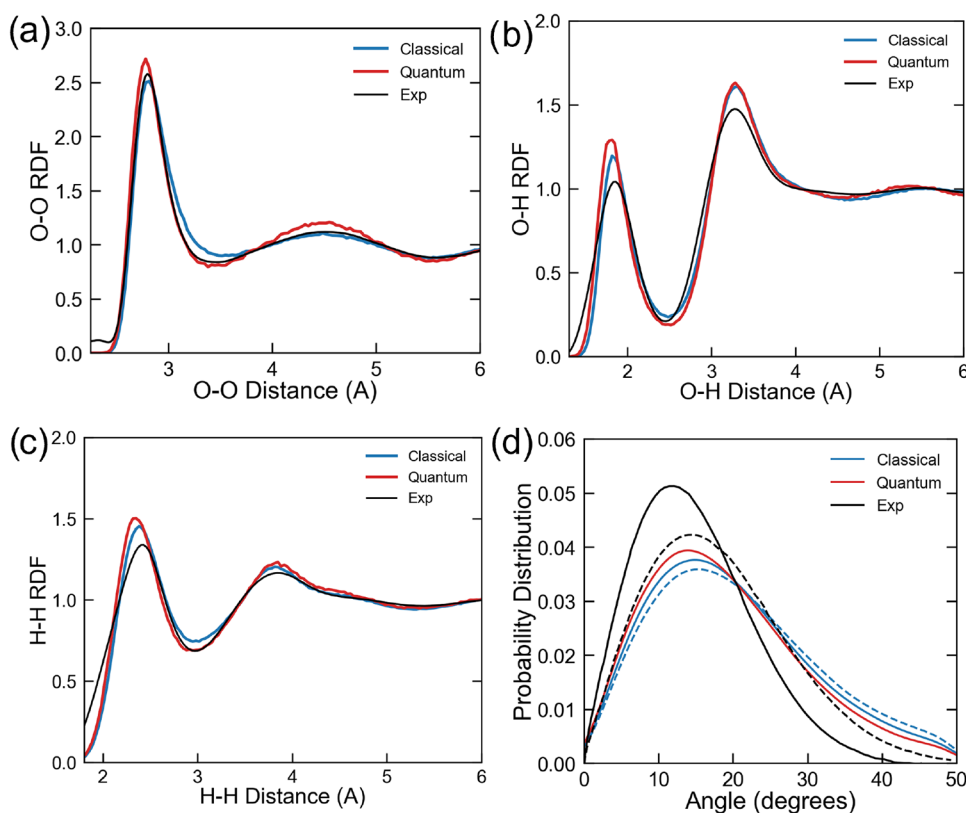 (a)
3.0
2.5
2.0
1.5
1.0
0.5
0.0
O-O RDF
3
4
5
6
O-O Distance (A)
Classical
Quantum
Exp
(b)
2.0
1.5
1.0
0.5
0.0
O-H RDF
2
3
4
5
6
O-H Distance (A)
Classical
Quantum
Exp
(c)
2.0
1.5
1.0
0.5
0.0
H-H RDF
2
3
4
5
6
H-H Distance (A)
Classical
Quantum
Exp
(d)
0.06
0.05
0.04
0.03
0.02
0.01
0.00
Probability Distribution
0
10
20
30
40
50
Angle (degrees)
Classical
Quantum
Exp